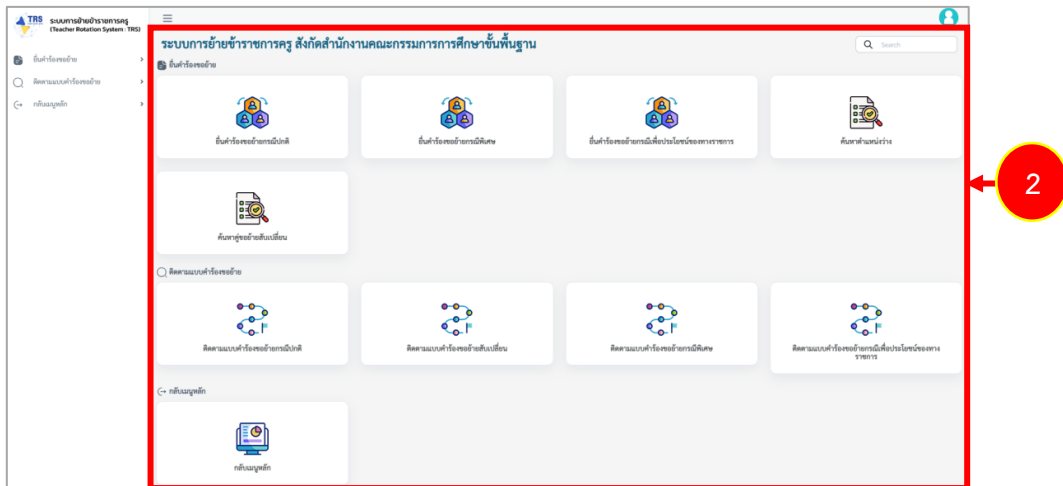 TRS ระบบการย้ายข้าราชการครู
(Teacher Rotation System : TRS)
ยื่นคำร้องขอย้าย
ติดตามแบบคำร้องขอย้าย
กลับเมนูหลัก
ระบบการย้ายข้าราชการครู สังกัดสำนักงานคณะกรรมการการศึกษาขั้นพื้นฐาน
Search
ยื่นคำร้องขอย้าย
ยื่นคำร้องขอย้ายกรณีปกติ
ยื่นคำร้องขอย้ายกรณีพิเศษ
ยื่นคำร้องขอย้ายกรณีเพื่อประโยชน์ของทางราชการ
ค้นหาตำแหน่งว่าง
2
ค้นหาคู่ขอย้ายสับเปลี่ยน
ติดตามแบบคำร้องขอย้าย
ติดตามแบบคำร้องขอย้ายกรณีปกติ
ติดตามแบบคำร้องขอย้ายสับเปลี่ยน
ติดตามแบบคำร้องขอย้ายกรณีพิเศษ
ติดตามแบบคำร้องขอย้ายกรณีเพื่อประโยชน์ของทาง
ราชการ
กลับเมนูหลัก
กลับเมนูหลัก